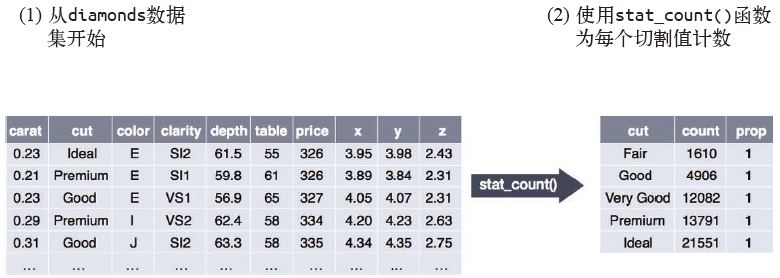 (1) 从diamonds数据
集开始
(2) 使用stat_count()函数
为每个切割值计数
carat cut color clarity depth table price x y z
0.23 Ideal E SI2 61.5 55 326 3.95 3.98 2.43
0.21 Premium E SI1 59.8 61 326 3.89 3.84 2.31
0.23 Good E VS1 56.9 65 327 4.05 4.07 2.31
0.29 Premium I VS2 62.4 58 334 4.20 4.23 2.63
0.31 Good J SI2 63.3 58 335 4.34 4.35 2.75
... ... ... ... ... ... ... ... ... ...
stat_count()
cut count prop
Fair 1610 1
Good 4906 1
Very Good 12082 1
Premium 13791 1
Ideal 21551 1